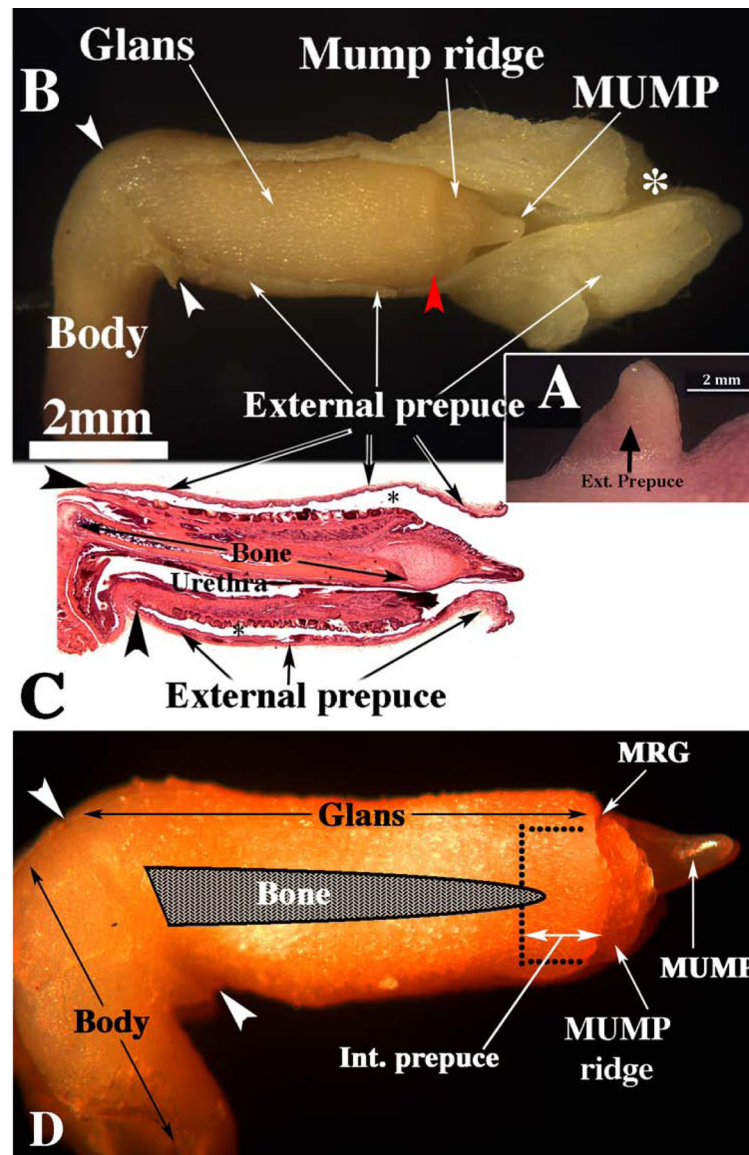 B
Glans
Mump ridge
MUMP
*
Body
2mm
External prepuce
A
2 mm
Ext. Prepuce
*
Bone
Urethra
*
External prepuce
C
MRG
Glans
Bone
Body
MUMP
Int. prepuce
MUMP
ridge
D